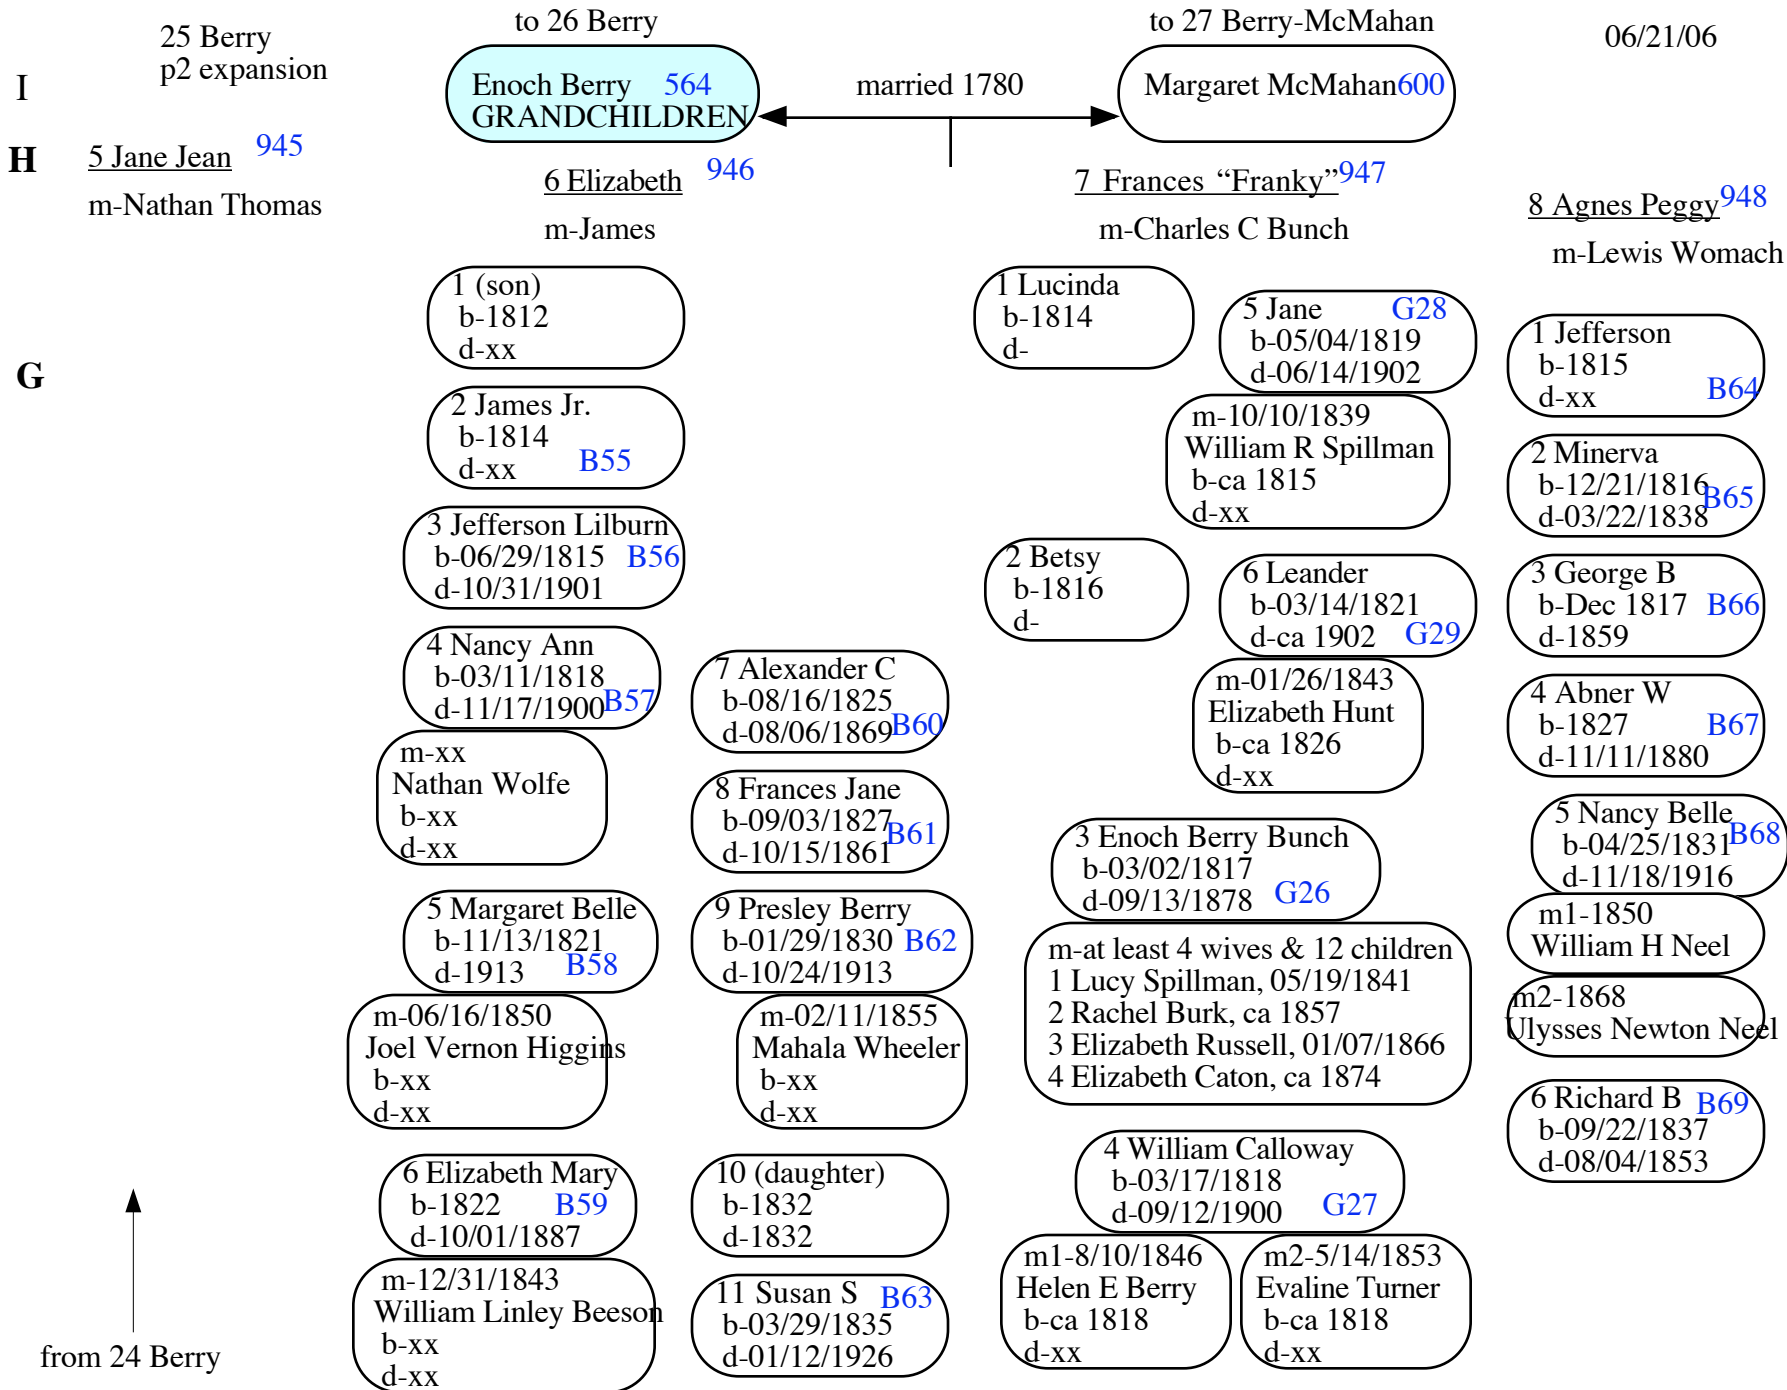 25 Berry
p2 expansion
to 26 Berry
to 27 Berry-McMahan
06/21/06
I
Enoch Berry 564
GRANDCHILDREN
married 1780
Margaret McMahan 600
H
5 Jane Jean 945
m-Nathan Thomas
6 Elizabeth 946
m-James
7 Frances “Franky” 947
m-Charles C Bunch
8 Agnes Peggy 948
m-Lewis Womach
G
1 (son)
b-1812
d-xx
2 James Jr.
b-1814
d-xx B55
3 Jefferson Lilburn
b-06/29/1815 B56
d-10/31/1901
4 Nancy Ann
b-03/11/1818
d-11/17/1900 B57
m-xx
Nathan Wolfe
b-xx
d-xx
5 Margaret Belle
b-11/13/1821
d-1913 B58
m-06/16/1850
Joel Vernon Higgins
b-xx
d-xx
6 Elizabeth Mary
b-1822 B59
d-10/01/1887
m-12/31/1843
William Linley Beeson
b-xx
d-xx
7 Alexander C
b-08/16/1825
d-08/06/1869 B60
8 Frances Jane
b-09/03/1827
B61
d-10/15/1861
9 Presley Berry
b-01/29/1830 B62
d-10/24/1913
m-02/11/1855
Mahala Wheeler
b-xx
d-xx
10 (daughter)
b-1832
d-1832
11 Susan S B63
b-03/29/1835
d-01/12/1926
1 Lucinda
b-1814
d-
2 Betsy
b-1816
d-
5 Jane G28
b-05/04/1819
d-06/14/1902
m-10/10/1839
William R Spillman
b-ca 1815
d-xx
6 Leander
b-03/14/1821
d-ca 1902 G29
m-01/26/1843
Elizabeth Hunt
b-ca 1826
d-xx
3 Enoch Berry Bunch
b-03/02/1817
d-09/13/1878 G26
m-at least 4 wives & 12 children
1 Lucy Spillman, 05/19/1841
2 Rachel Burk, ca 1857
3 Elizabeth Russell, 01/07/1866
4 Elizabeth Caton, ca 1874
4 William Calloway
b-03/17/1818
d-09/12/1900 G27
m1-8/10/1846
Helen E Berry
b-ca 1818
d-xx
m2-5/14/1853
Evaline Turner
b-ca 1818
d-xx
1 Jefferson
b-1815
d-xx B64
2 Minerva
b-12/21/1816
B65
d-03/22/1838
3 George B
b-Dec 1817 B66
d-1859
4 Abner W
b-1827 B67
d-11/11/1880
5 Nancy Belle
b-04/25/1831 B68
d-11/18/1916
m1-1850
William H Neel
m2-1868
Ulysses Newton Neel
6 Richard B B69
b-09/22/1837
d-08/04/1853
from 24 Berry